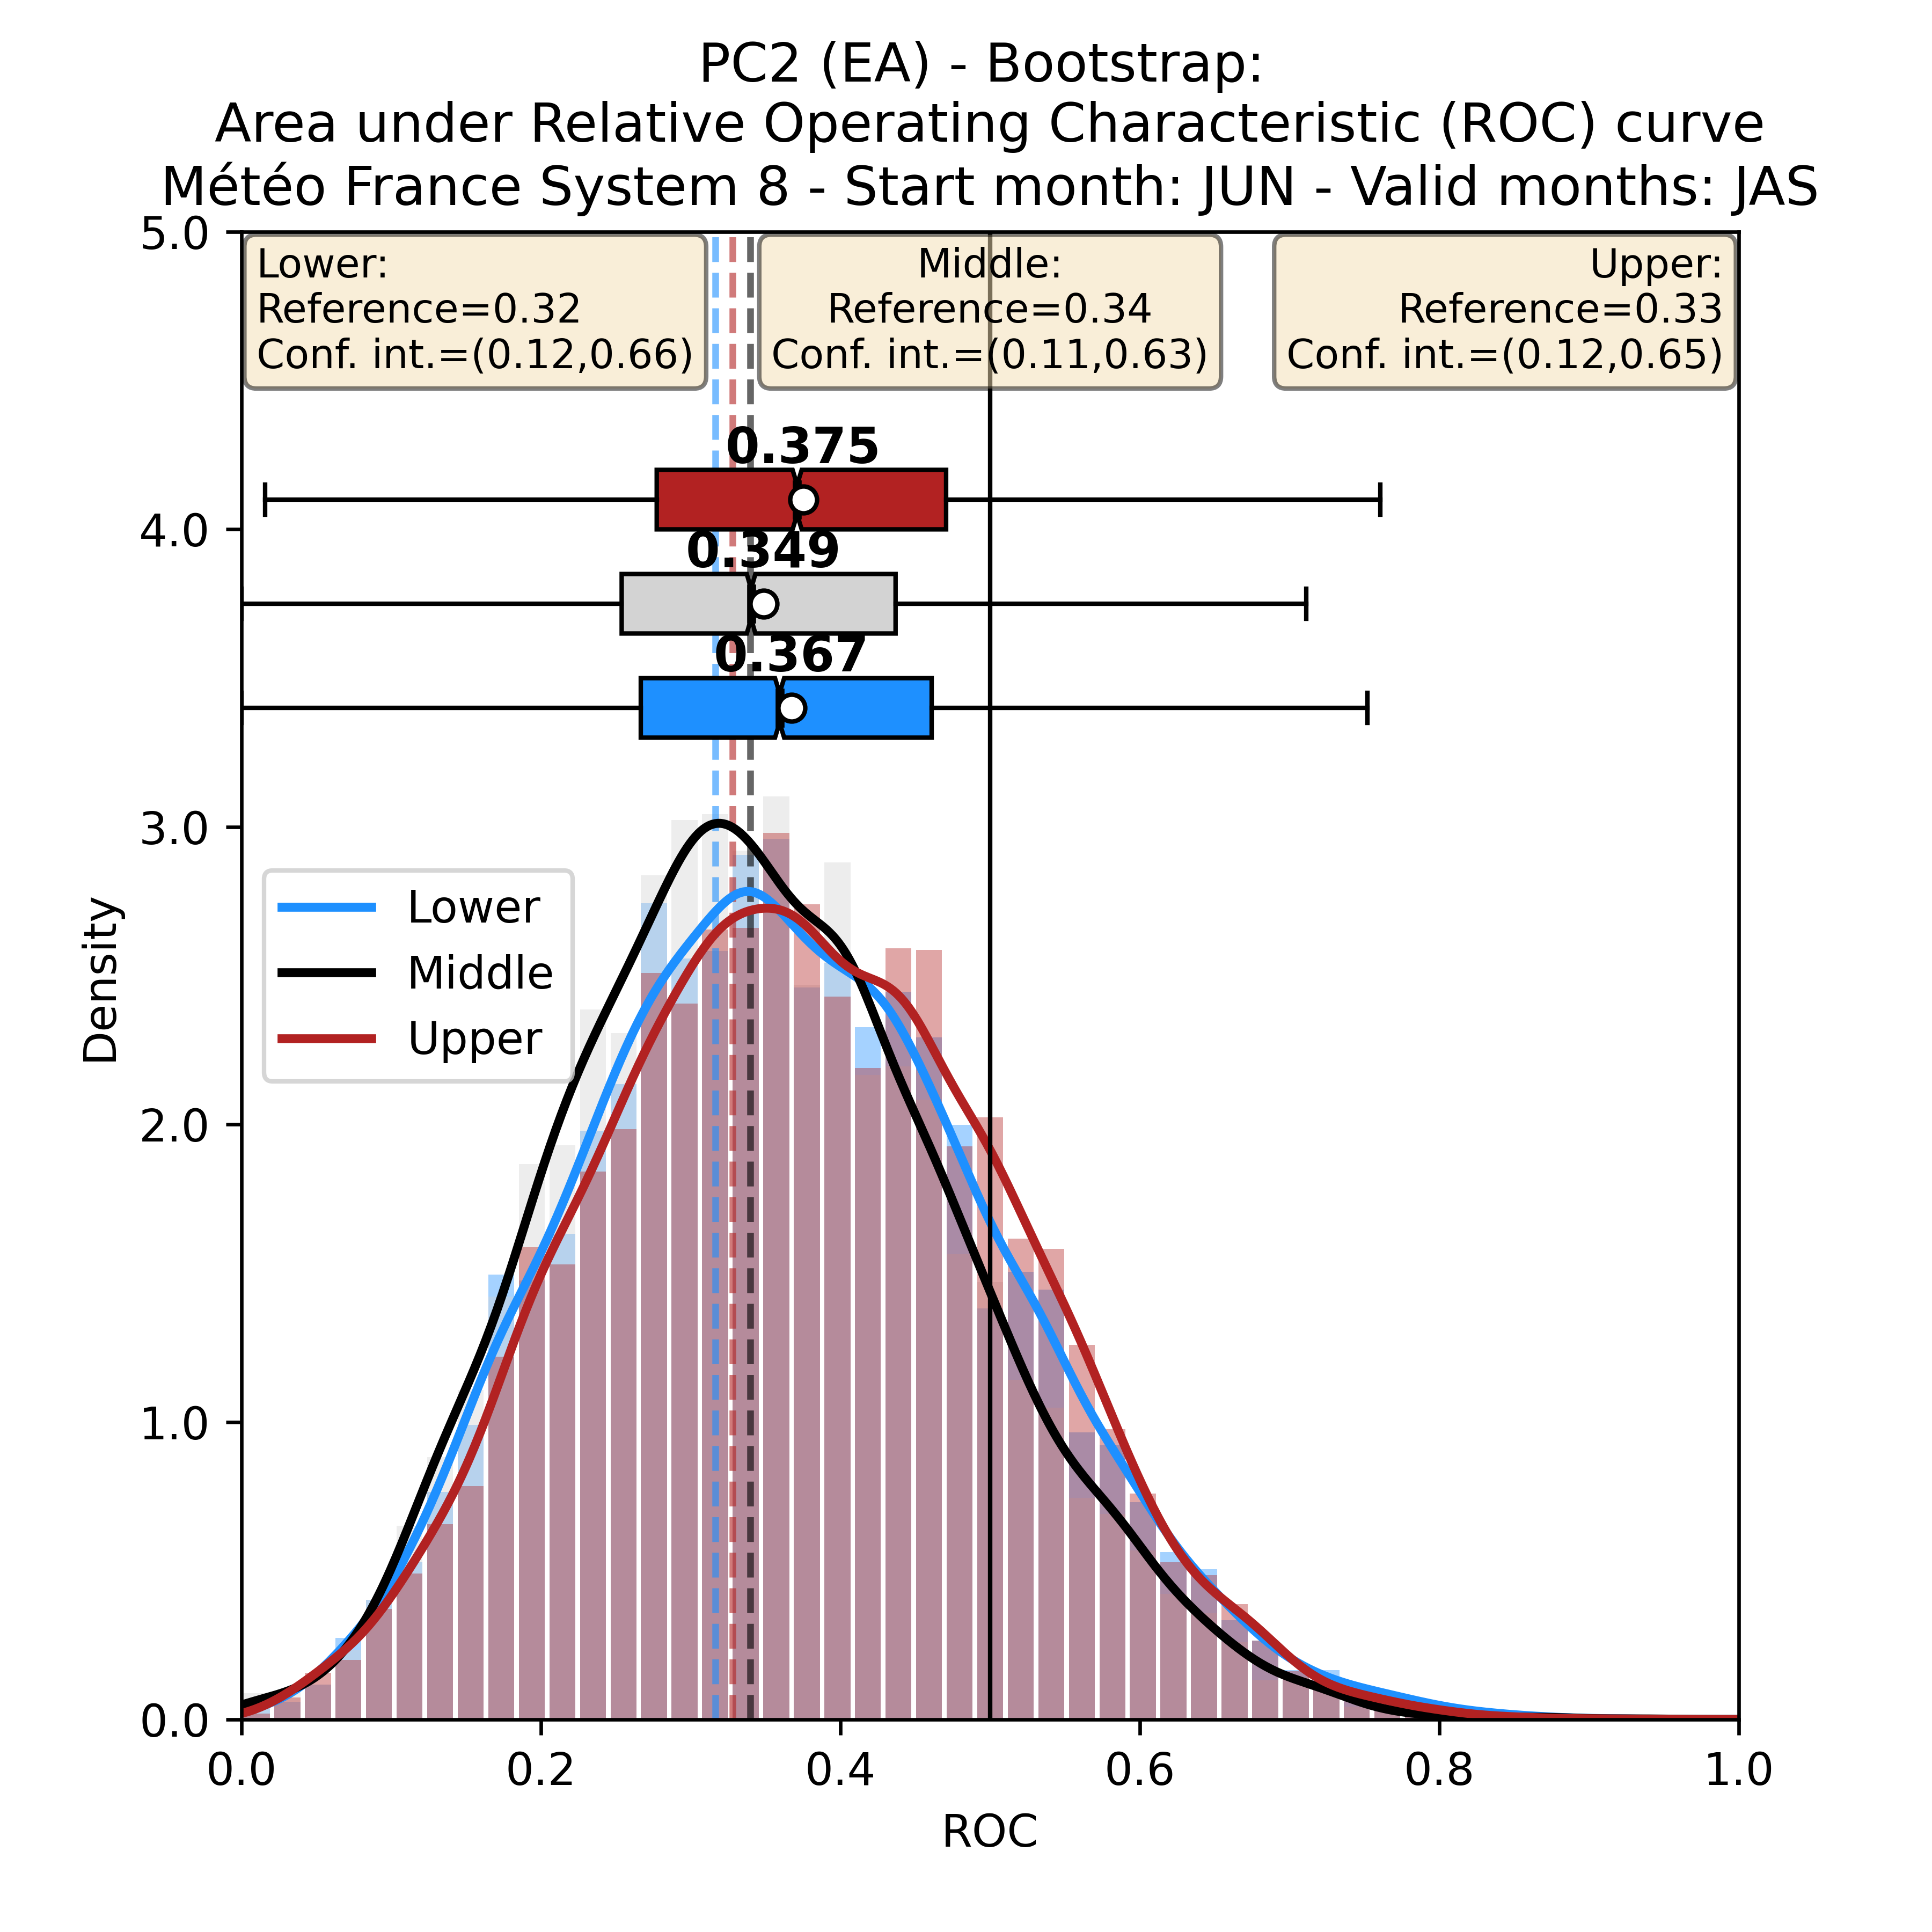 PC2 (EA) - Bootstrap:
Area under Relative Operating Characteristic (ROC) curve
Météo France System 8 - Start month: JUN - Valid months: JAS
Lower:
Reference=0.32
Conf. int.=(0.12,0.66)
Middle:
Reference=0.34
Conf. int.=(0.11,0.63)
Upper:
Reference=0.33
Conf. int.=(0.12,0.65)
0.375
0.349
0.367
5.0
4.0
3.0
2.0
1.0
0.0
Density
Lower
Middle
Upper
0.0
0.2
0.4
0.6
0.8
1.0
ROC